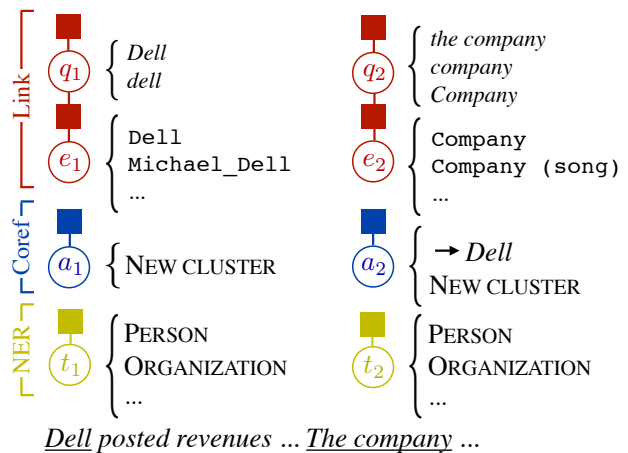 Link
q1
Dell
dell
q2
the company
company
Company
e1
Dell
Michael_Dell
...
e2
Company
Company (song)
...
Coref
a1
NEW CLUSTER
a2
→ Dell
NEW CLUSTER
NER
t1
PERSON
ORGANIZATION
...
t2
PERSON
ORGANIZATION
...
Dell posted revenues ... The company ...